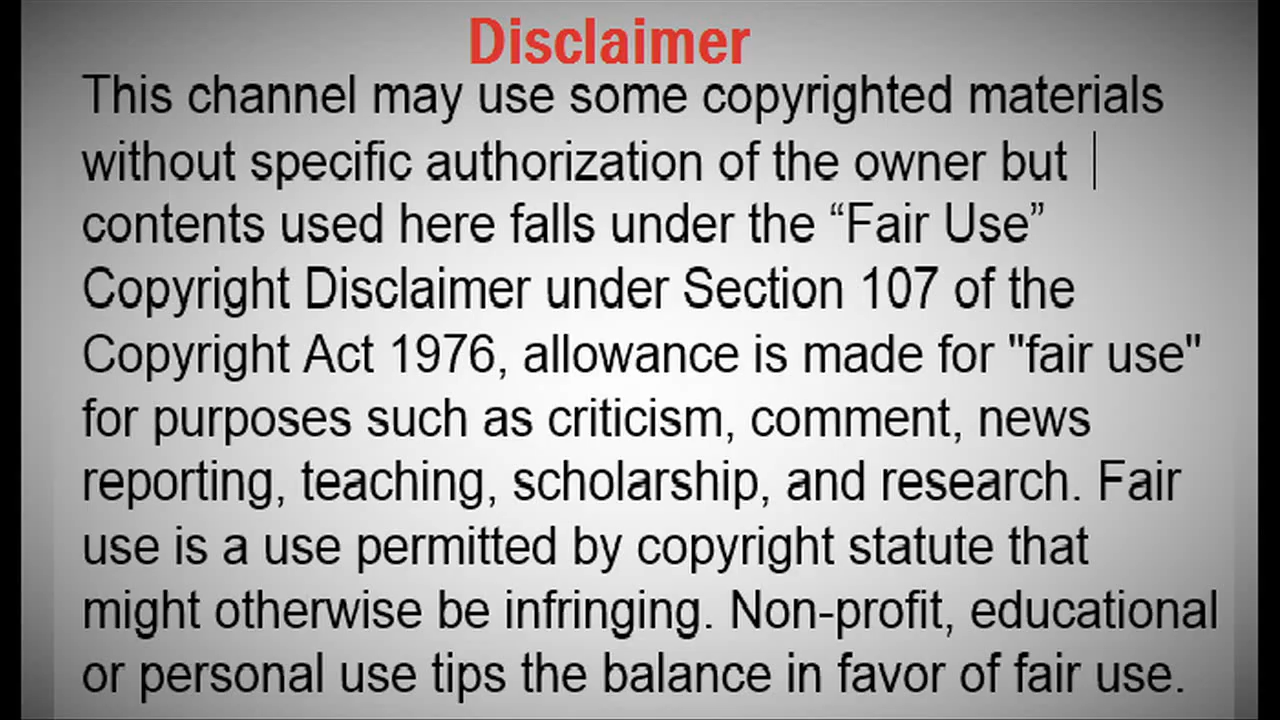 Disclaimer
This channel may use some copyrighted materials
without specific authorization of the owner but
contents used here falls under the “Fair Use”
Copyright Disclaimer under Section 107 of the
Copyright Act 1976, allowance is made for "fair use"
for purposes such as criticism, comment, news
reporting, teaching, scholarship, and research. Fair
use is a use permitted by copyright statute that
might otherwise be infringing. Non-profit, educational
or personal use tips the balance in favor of fair use.